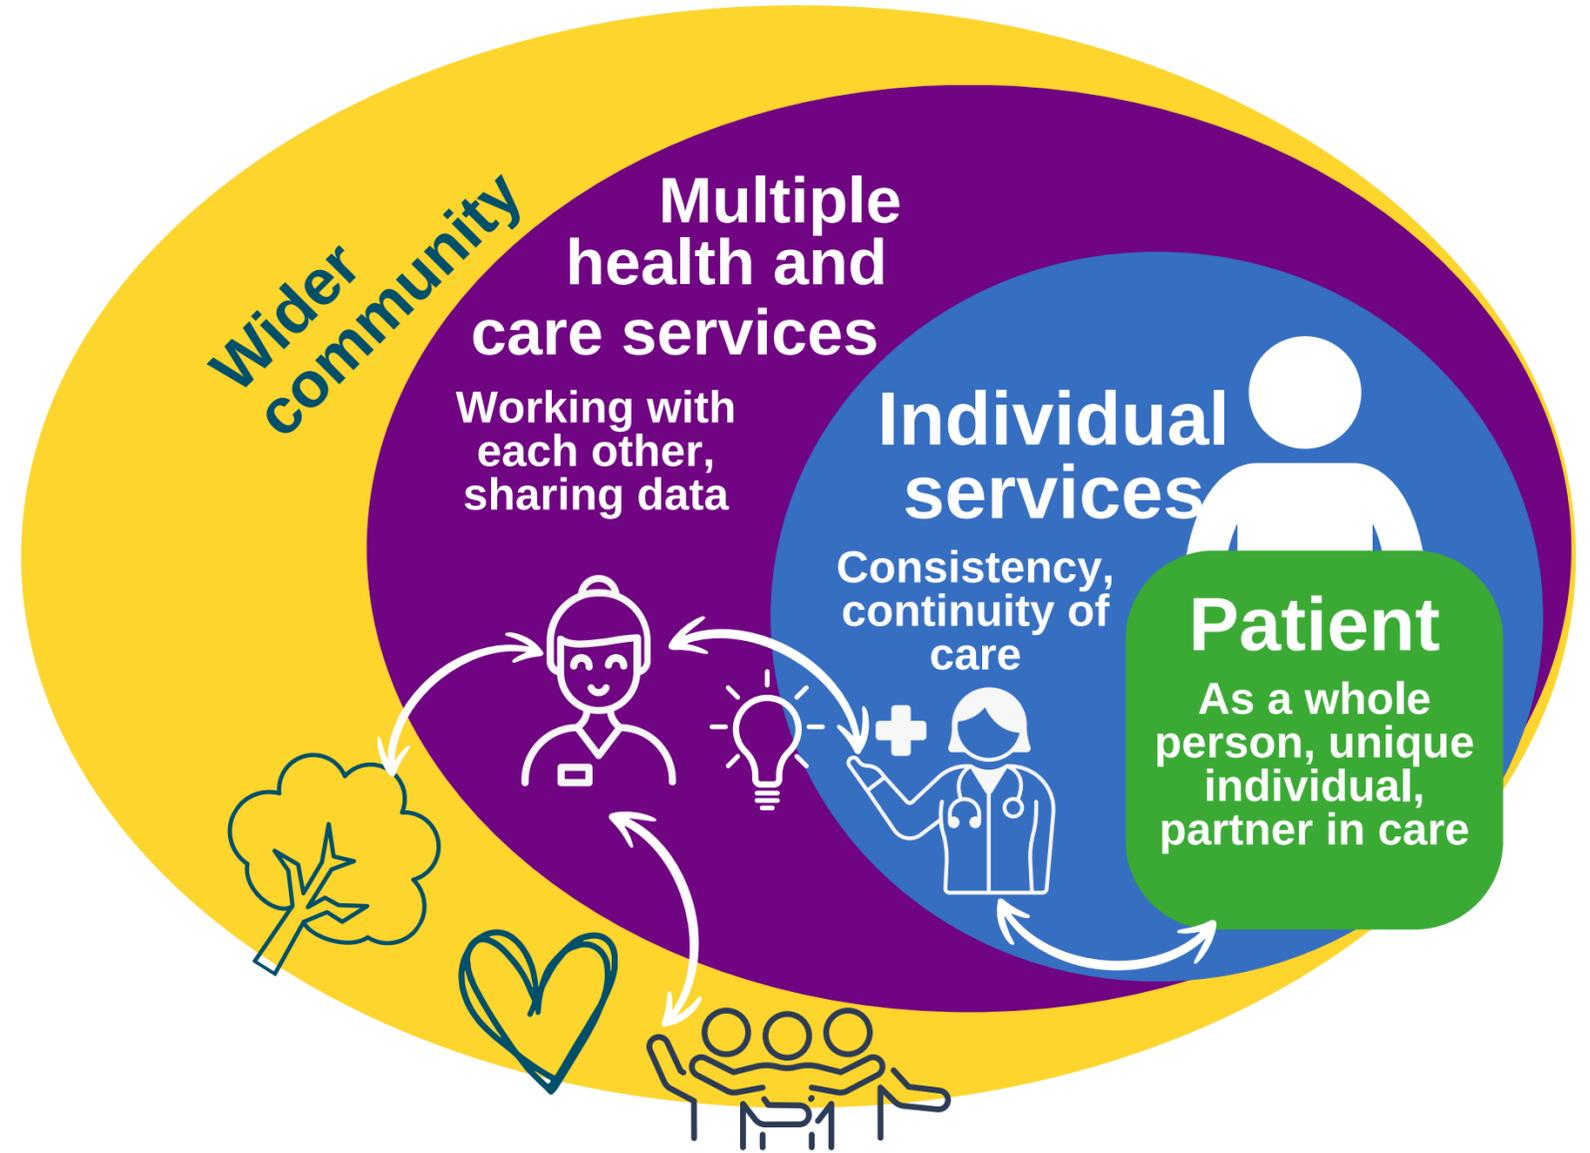 Wider
community
Multiple
health and
care services
Working with
each other,
sharing data
Individual
services
Consistency,
continuity of
care
Patient
As a whole
person, unique
individual,
partner in care